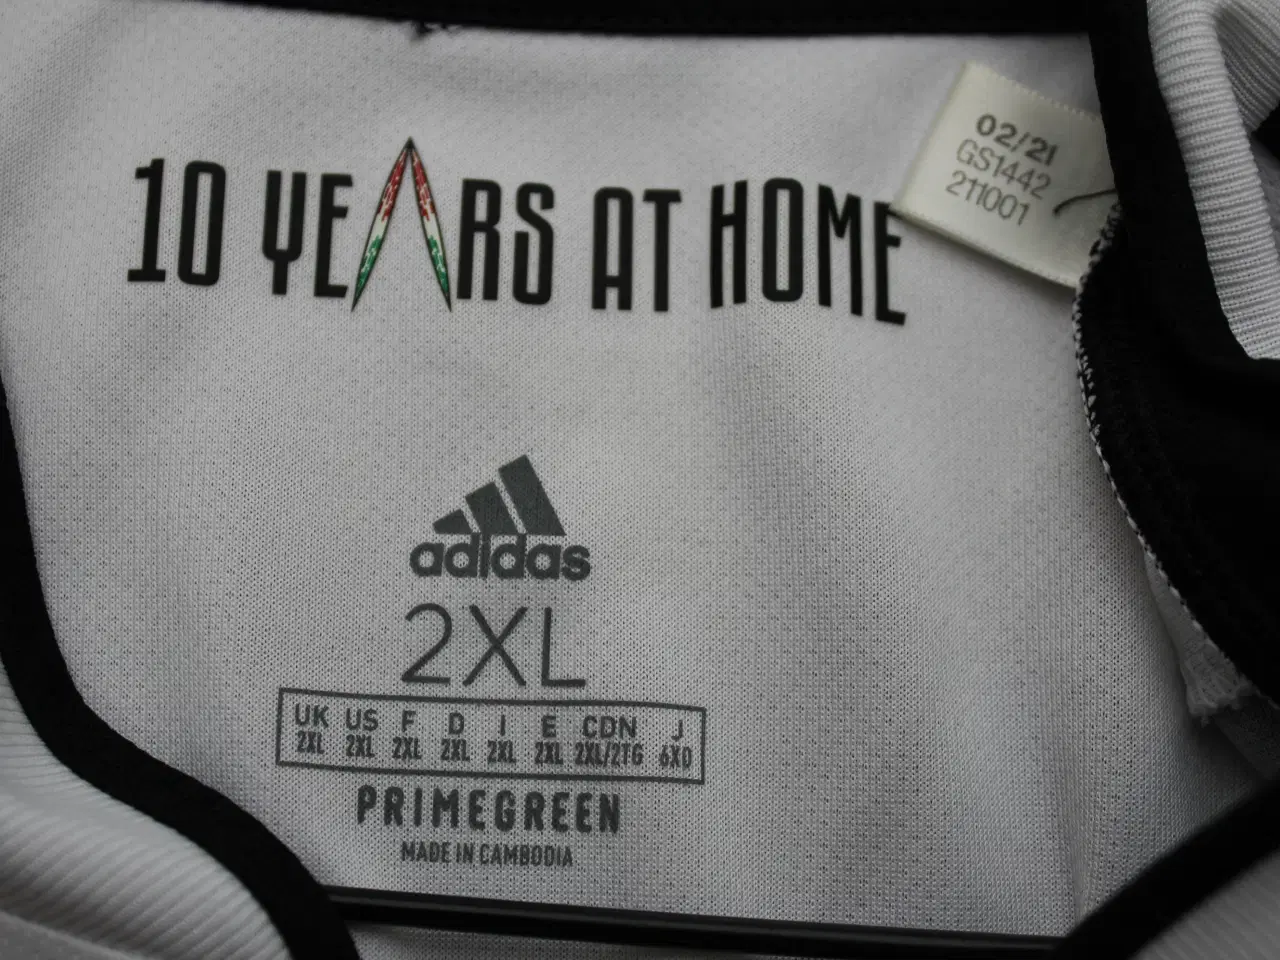 10 YEARS AT HOME
02/21
GS1442
211001
adidas
2XL
UK US F D I E CDN J
2XL 2XL 2XL 2XL 2XL 2XL 2XL/2TG 6XO
PRIMEGREEN
MADE IN CAMBODIA